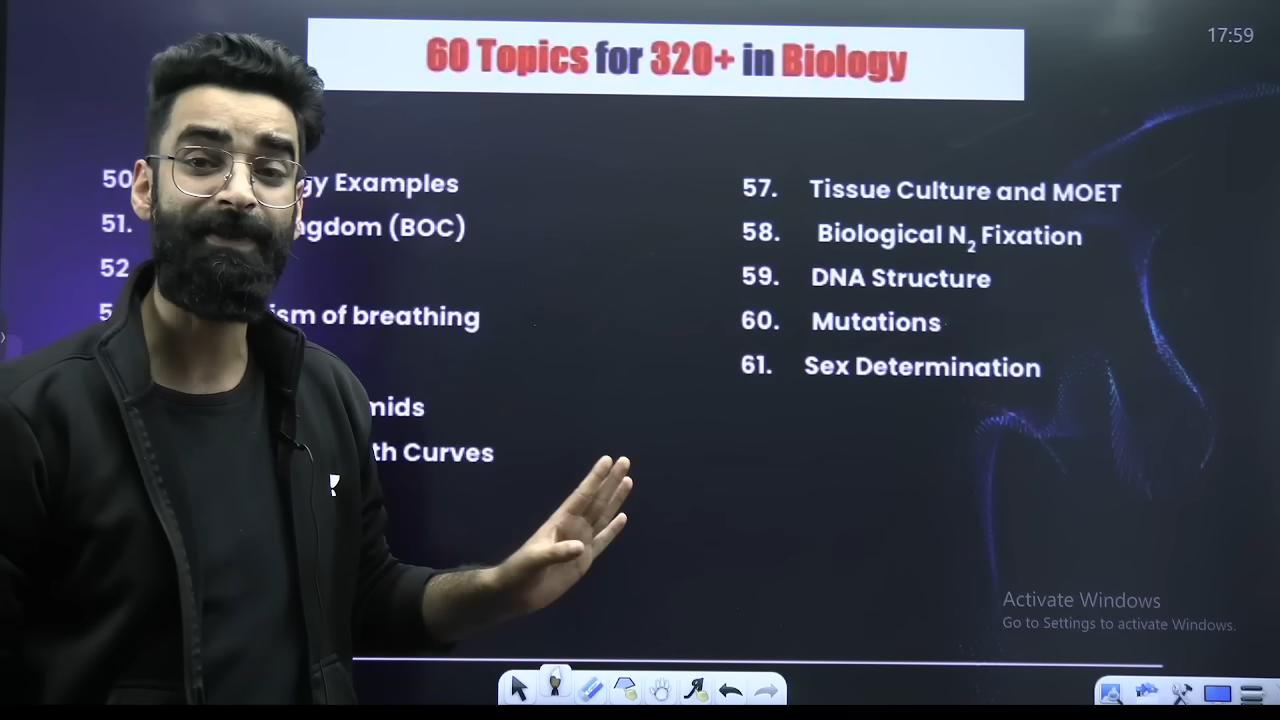 60 Topics for 320+ in Biology
17:59
50
gy Examples
51.
ngdom (BOC)
52
ism of breathing
mids
th Curves
57. Tissue Culture and MOET
58. Biological N₂ Fixation
59. DNA Structure
60. Mutations
61. Sex Determination
Activate Windows
Go to Settings to activate Windows.